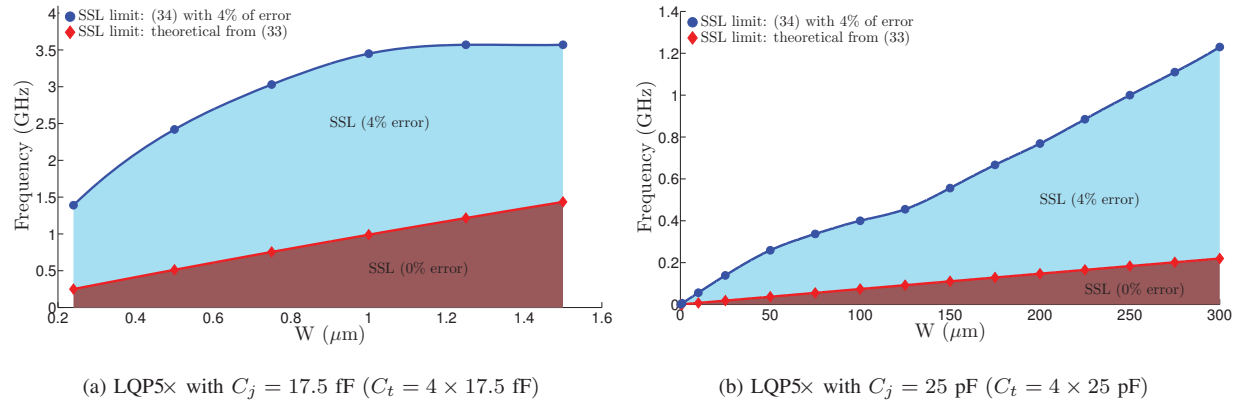 SSL limit: (34) with 4% of error
SSL limit: theoretical from (33)
4
3.5
3
2.5
2
1.5
1
0.5
0
Frequency (GHz)
SSL (4% error)
SSL (0% error)
0.2 0.4 0.6 0.8 1 1.2 1.4 1.6
W (μm)
(a) LQP5× with C_j = 17.5 fF (C_t = 4 × 17.5 fF)
SSL limit: (34) with 4% of error
SSL limit: theoretical from (33)
1.4
1.2
1
0.8
0.6
0.4
0.2
0
Frequency (GHz)
SSL (4% error)
SSL (0% error)
0 50 100 150 200 250 300
W (μm)
(b) LQP5× with C_j = 25 pF (C_t = 4 × 25 pF)